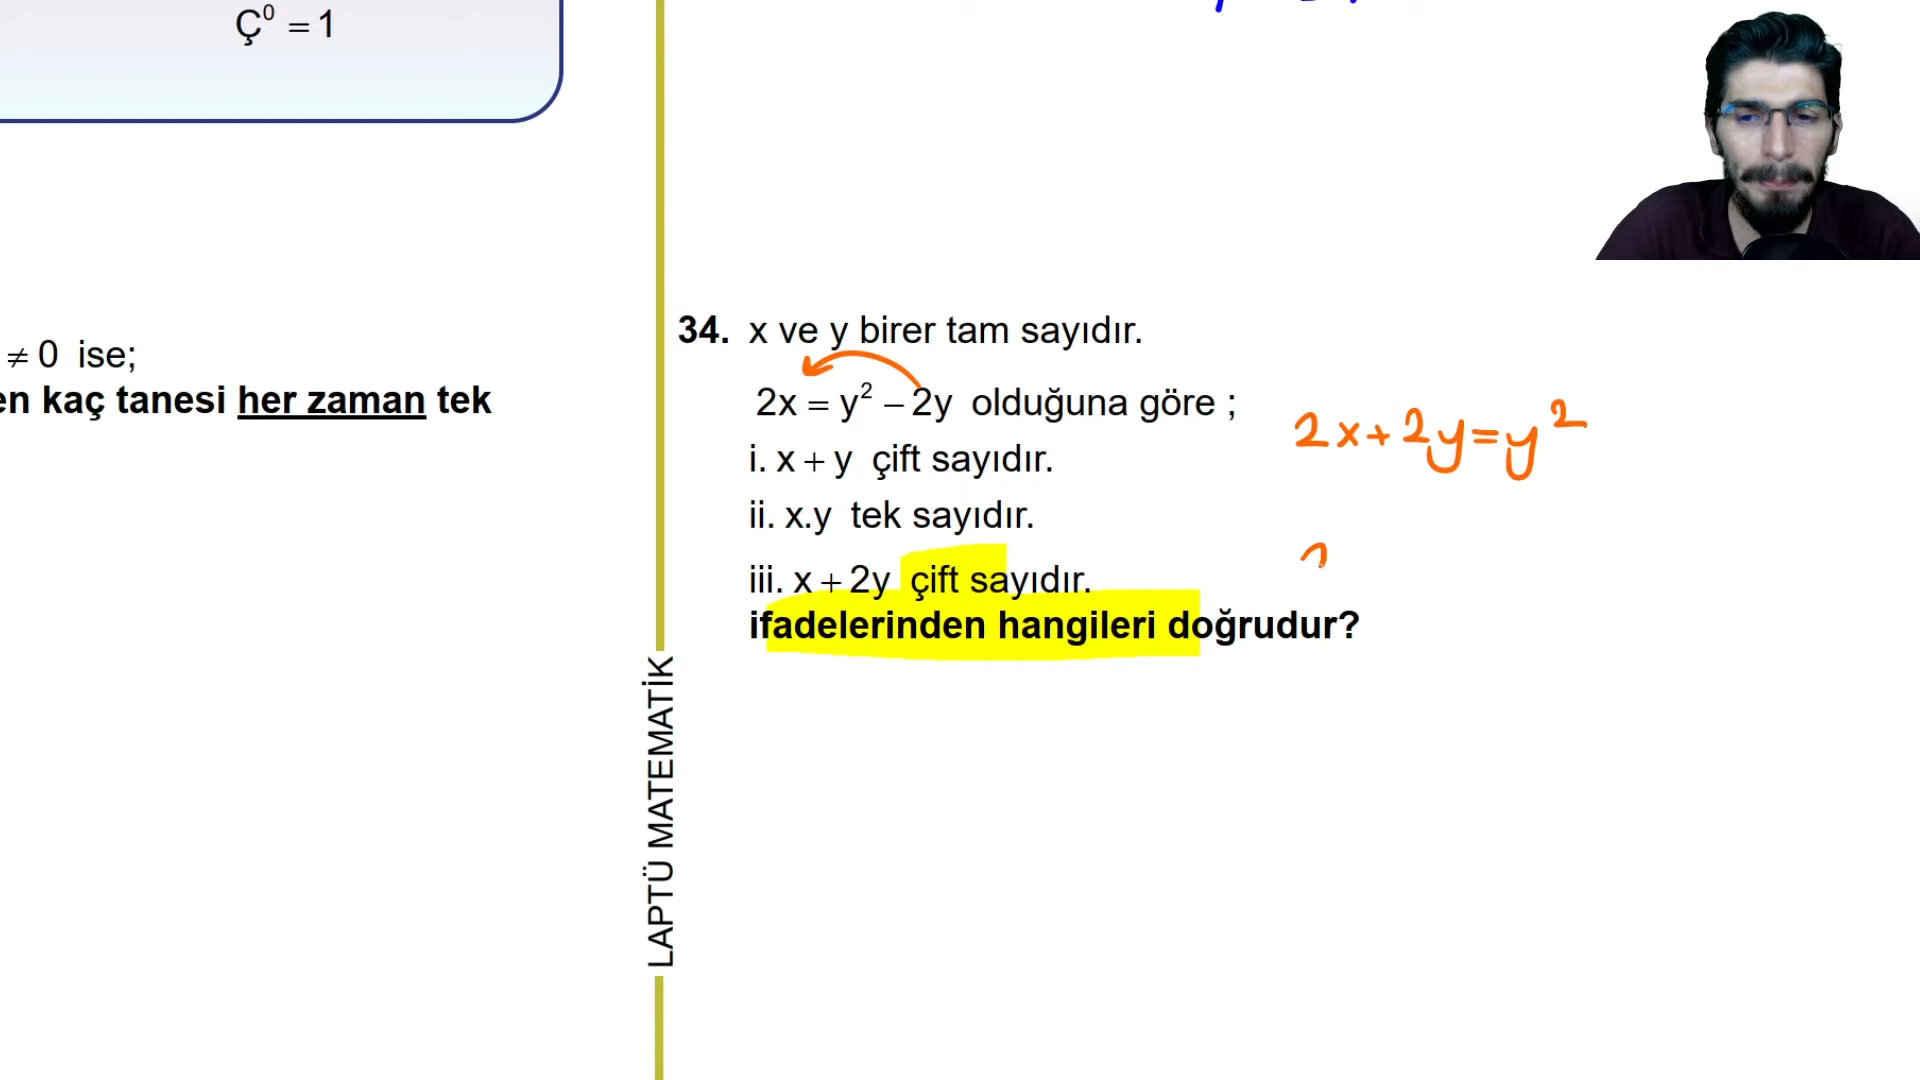 Ç⁰ = 1
≠ 0 ise;
en kaç tanesi her zaman tek
LAPTÜ MATEMATİK
34. x ve y birer tam sayıdır.
2x = y² – 2y olduğuna göre ;
i. x + y çift sayıdır.
ii. x.y tek sayıdır.
iii. x + 2y çift sayıdır.
ifadelerinden hangileri doğrudur?
2x+2y=y²